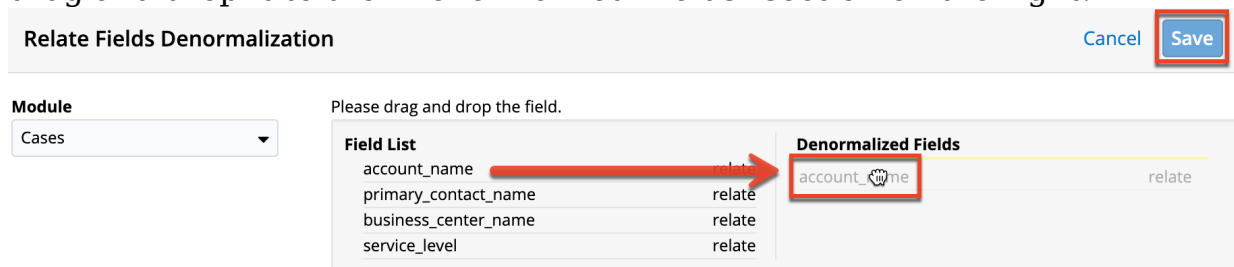 Relate Fields Denormalization Cancel Save
Module
Cases
Please drag and drop the field.
Field List
account_name relate
primary_contact_name relate
business_center_name relate
service_level relate
Denormalized Fields
account_name relate